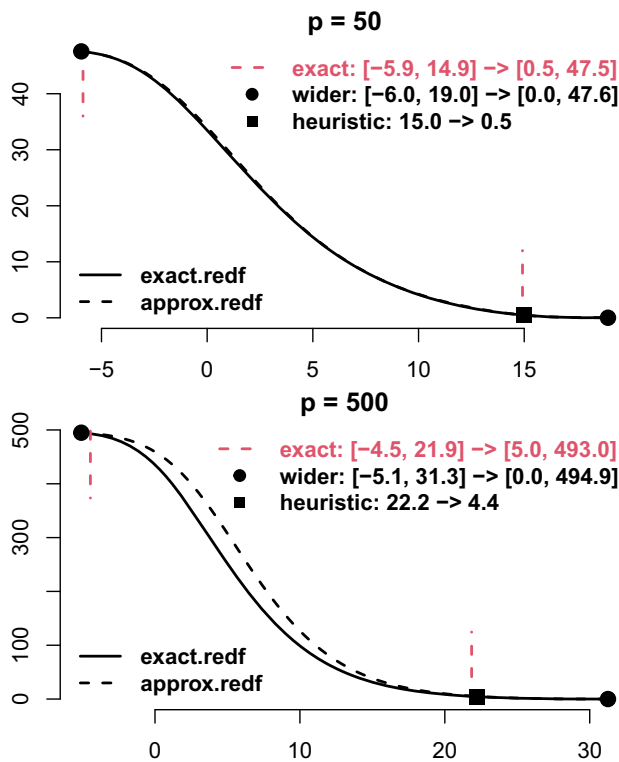 p = 50
exact: [−5.9, 14.9] −> [0.5, 47.5]
wider: [−6.0, 19.0] −> [0.0, 47.6]
heuristic: 15.0 −> 0.5
40
30
20
10
0
exact.redf
approx.redf
−5 0 5 10 15
p = 500
exact: [−4.5, 21.9] −> [5.0, 493.0]
wider: [−5.1, 31.3] −> [0.0, 494.9]
heuristic: 22.2 −> 4.4
500
300
100
0
exact.redf
approx.redf
0 10 20 30